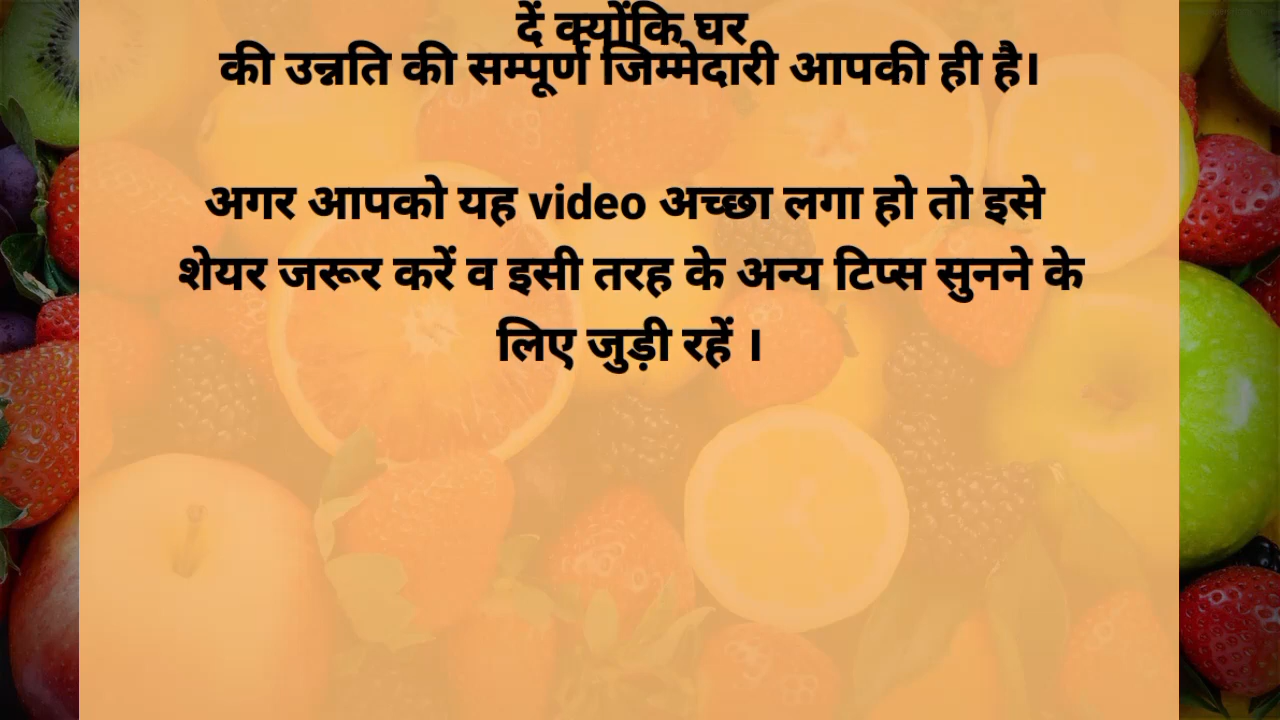 दें क्योंकि घर
की उन्नति की सम्पूर्ण जिम्मेदारी आपकी ही है।
अगर आपको यह video अच्छा लगा हो तो इसे
शेयर जरूर करें व इसी तरह के अन्य टिप्स सुनने के
लिए जुड़ी रहें ।